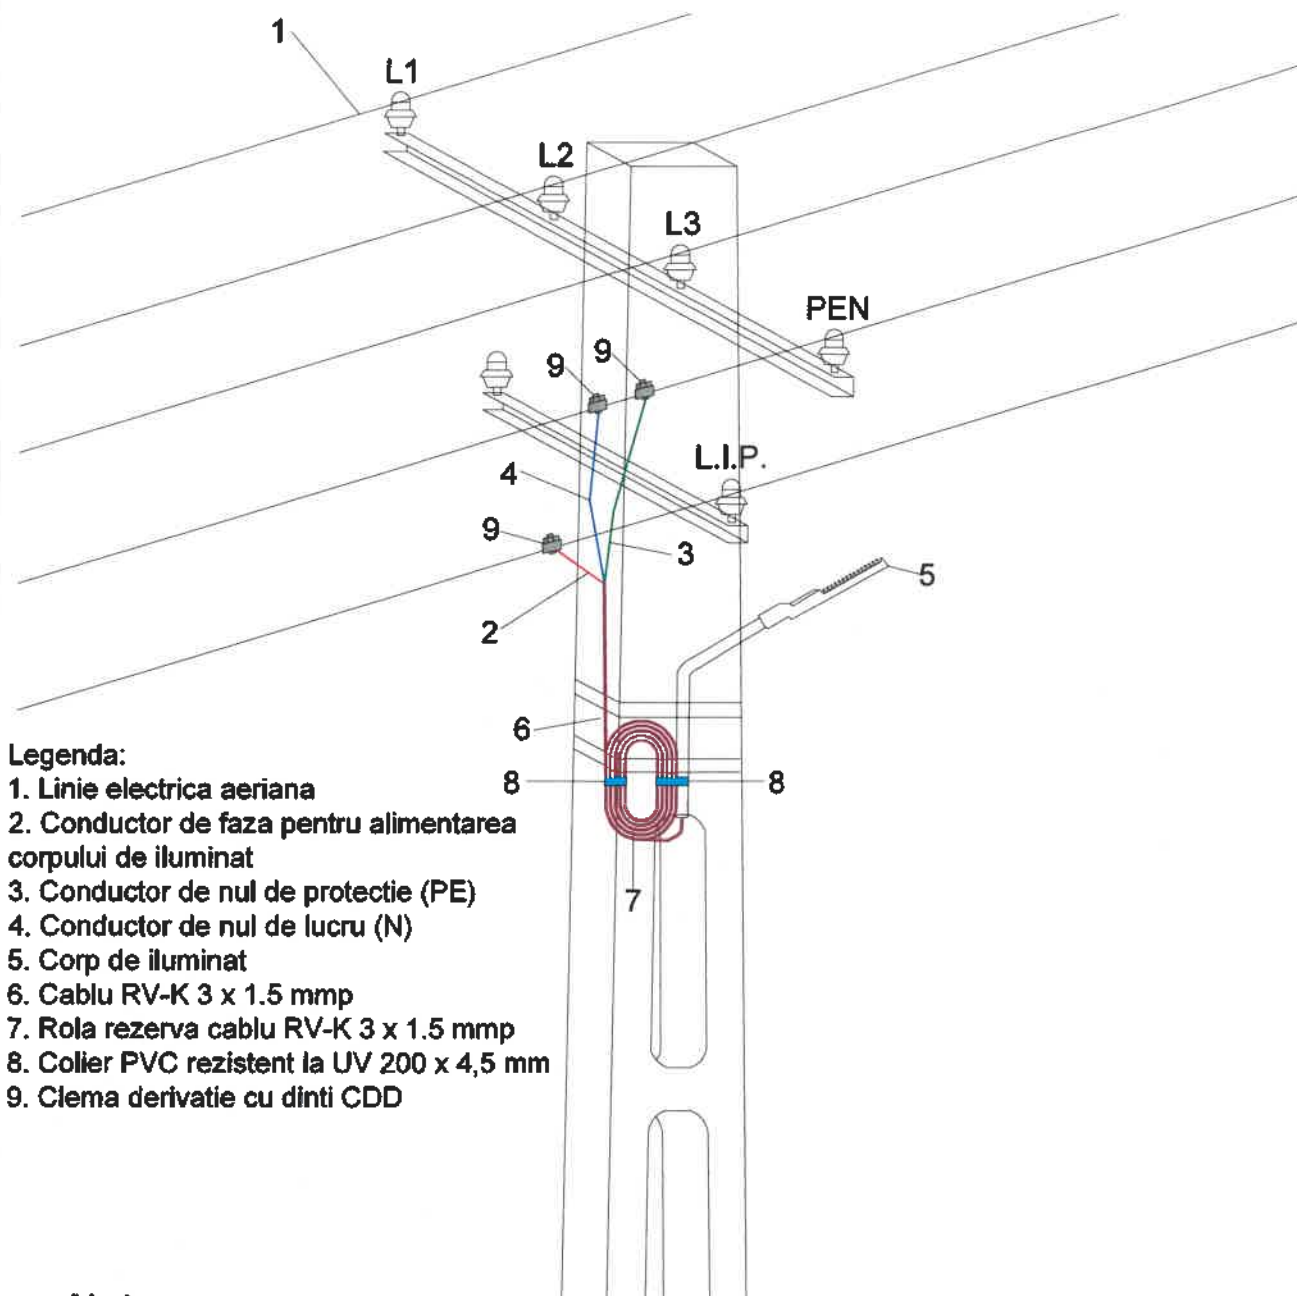 1
L1
L2
L3
PEN
9
9
4
L.I.P.
9
3
5
2
6
8
8
7
Legenda:
1. Linie electrica aeriana
2. Conductor de faza pentru alimentarea
corpului de iluminat
3. Conductor de nul de protectie (PE)
4. Conductor de nul de lucru (N)
5. Corp de iluminat
6. Cablu RV-K 3 x 1.5 mmp
7. Rola rezerva cablu RV-K 3 x 1.5 mmp
8. Colier PVC rezistent la UV 200 x 4,5 mm
9. Clema derivatie cu dinti CDD